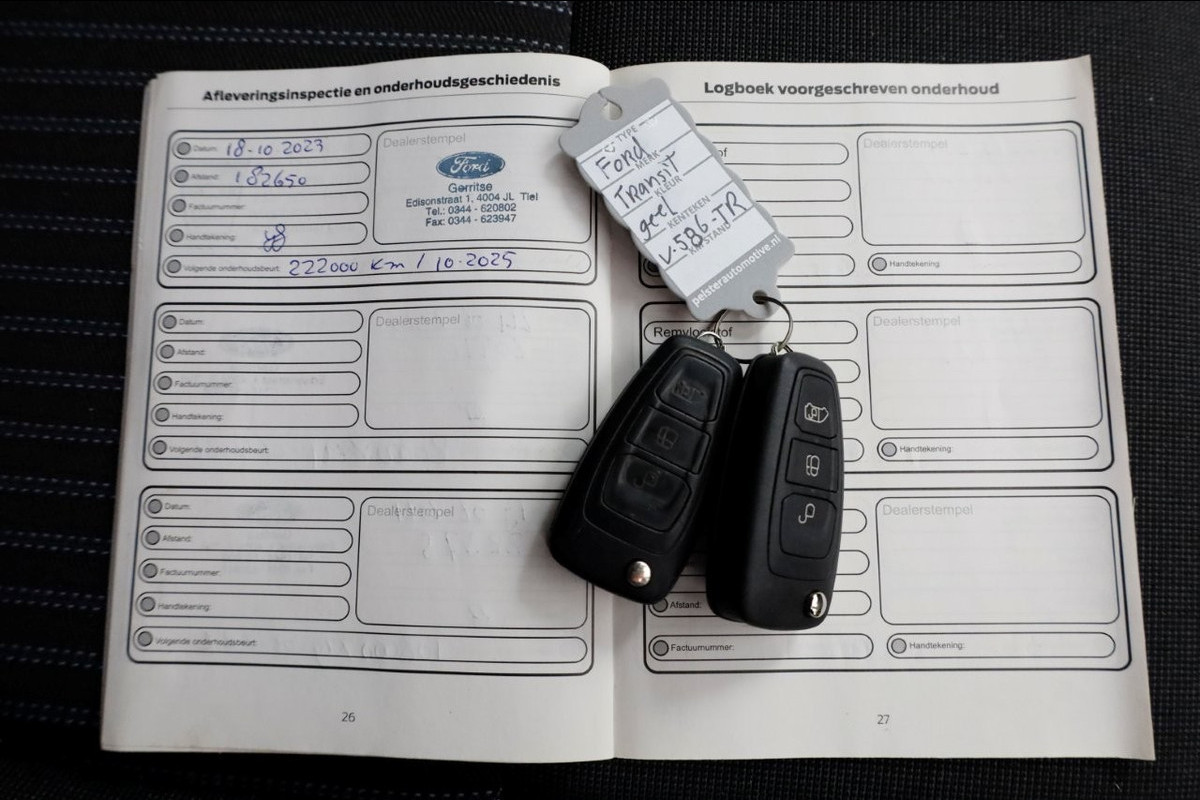 Afleveringsinspectie en onderhoudsgeschiedenis
Datum: 18-10 2023
Afstand: 182650
Factuurnummer:
Handtekening:
Volgende onderhoudsbeurt: 222000 Km / 10-2025
Dealerstempel
Ford
Gerritse
Edisonstraat 1, 4004 JL Tiel
Tel.: 0344 - 620802
Fax: 0344 - 623947
Datum:
Afstand:
Factuurnummer:
Handtekening:
Volgende onderhoudsbeurt:
Dealerstempel
Datum:
Afstand:
Factuurnummer:
Handtekening:
Volgende onderhoudsbeurt:
Dealerstempel
26
TYPE
Ford
MERK
Transit
KLEUR
geel
KENTEKEN
V-586-TR
KM STAND
pelsterautomotive.nl
Logboek voorgeschreven onderhoud
Dealerstempel
Handtekening:
Dealerstempel
Handtekening:
Dealerstempel
Afstand:
Factuurnummer:
Handtekening:
27